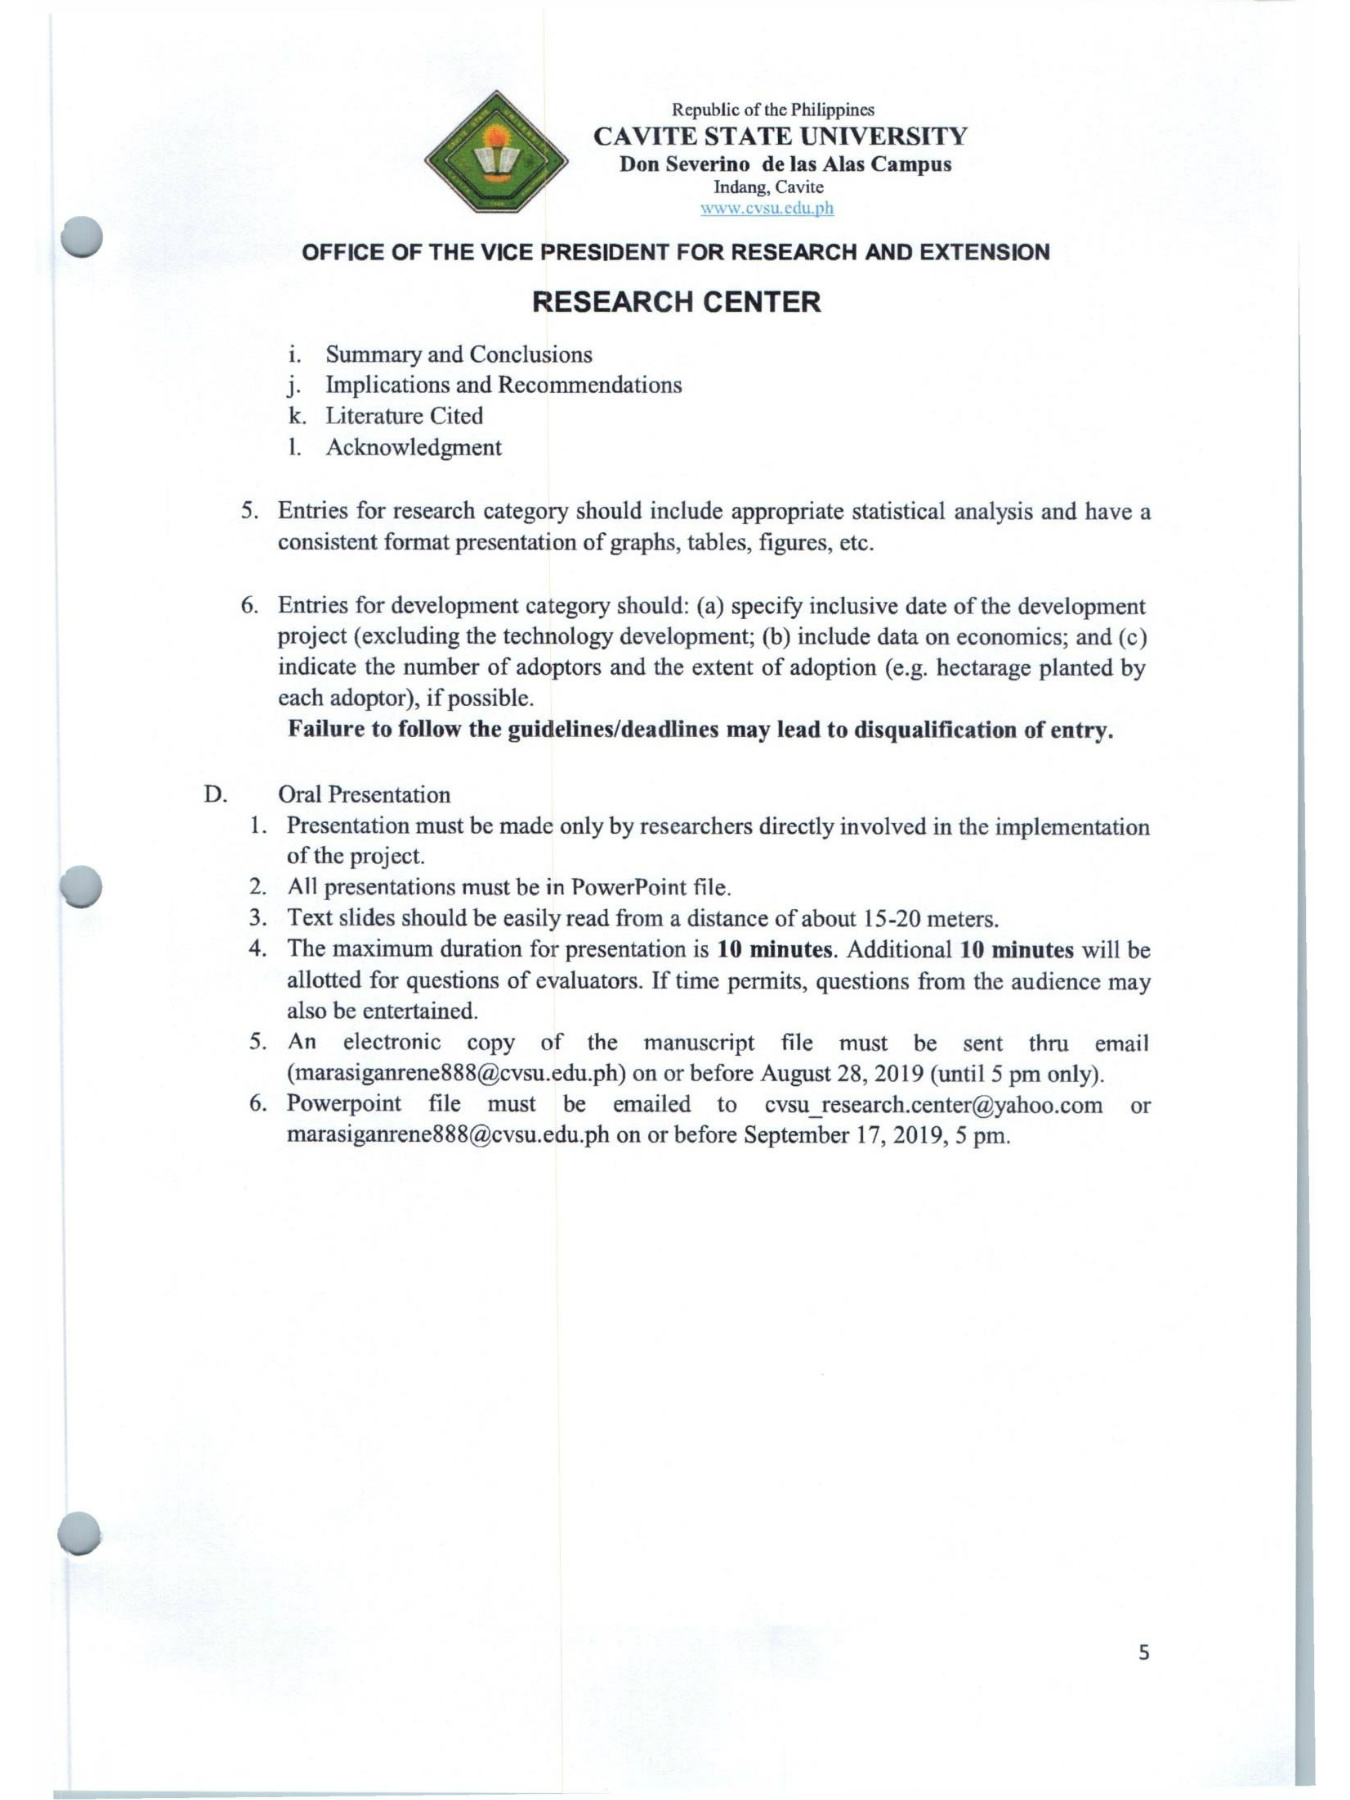 Republic of the Philippines
CAVITE STATE UNIVERSITY
Don Severino de las Alas Campus
Indang, Cavite
www.cvsu.edu.ph
OFFICE OF THE VICE PRESIDENT FOR RESEARCH AND EXTENSION
RESEARCH CENTER
i. Summary and Conclusions
j. Implications and Recommendations
k. Literature Cited
l. Acknowledgment
5. Entries for research category should include appropriate statistical analysis and have a
consistent format presentation of graphs, tables, figures, etc.
6. Entries for development category should: (a) specify inclusive date of the development
project (excluding the technology development; (b) include data on economics; and (c)
indicate the number of adoptors and the extent of adoption (e.g. hectarage planted by
each adoptor), if possible.
Failure to follow the guidelines/deadlines may lead to disqualification of entry.
D. Oral Presentation
1. Presentation must be made only by researchers directly involved in the implementation
of the project.
2. All presentations must be in PowerPoint file.
3. Text slides should be easily read from a distance of about 15-20 meters.
4. The maximum duration for presentation is 10 minutes. Additional 10 minutes will be
allotted for questions of evaluators. If time permits, questions from the audience may
also be entertained.
5. An electronic copy of the manuscript file must be sent thru email
(marasiganrene888@cvsu.edu.ph) on or before August 28, 2019 (until 5 pm only).
6. Powerpoint file must be emailed to cvsu_research.center@yahoo.com or
marasiganrene888@cvsu.edu.ph on or before September 17, 2019, 5 pm.
5